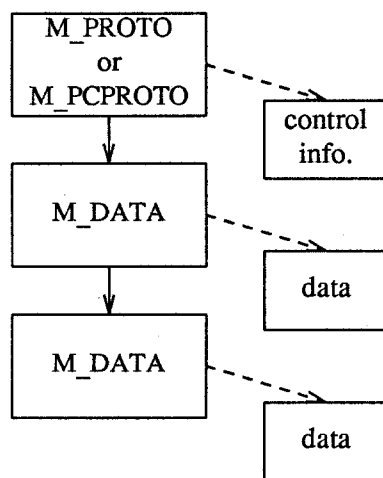 M_PROTO
or
M_PCPROTO
control
info.
M_DATA
data
M_DATA
data